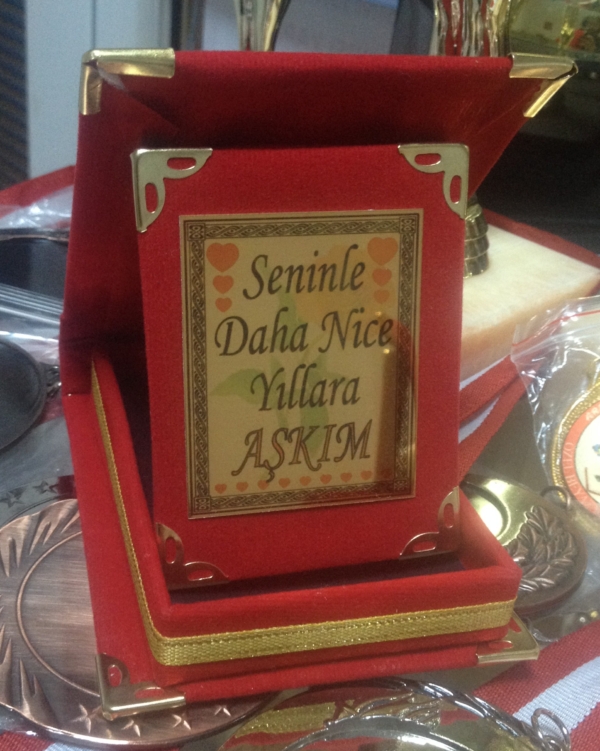 Seninle
Daha Nice
Yıllara
AŞKIM